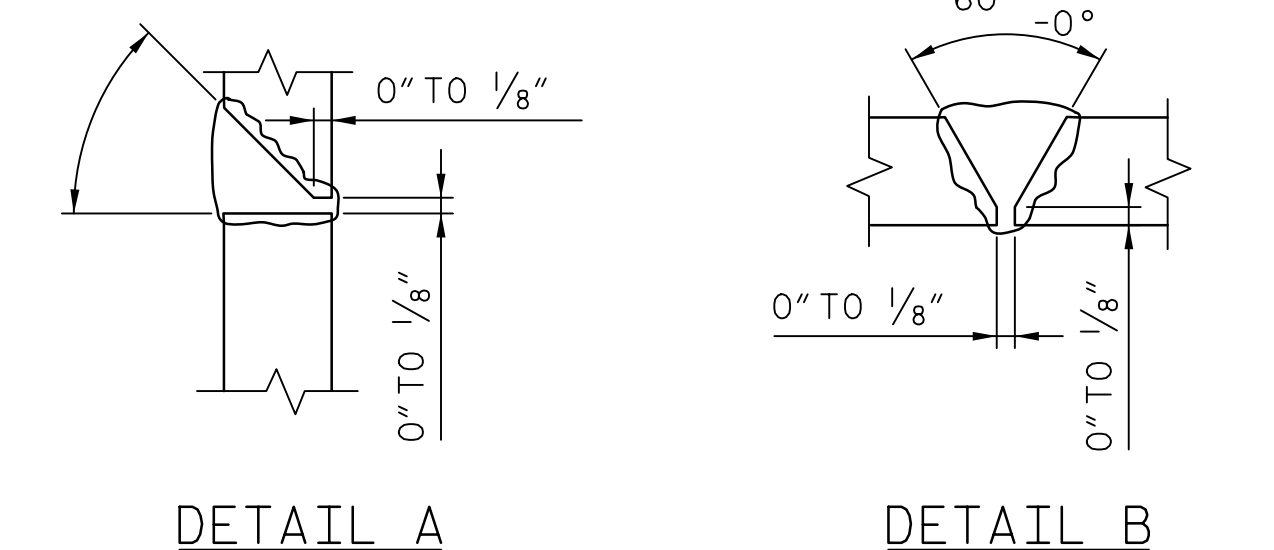 -0°
0" TO 1/8"
0" TO 1/8"
0" TO 1/8"
0" TO 1/8"
DETAIL A
DETAIL B